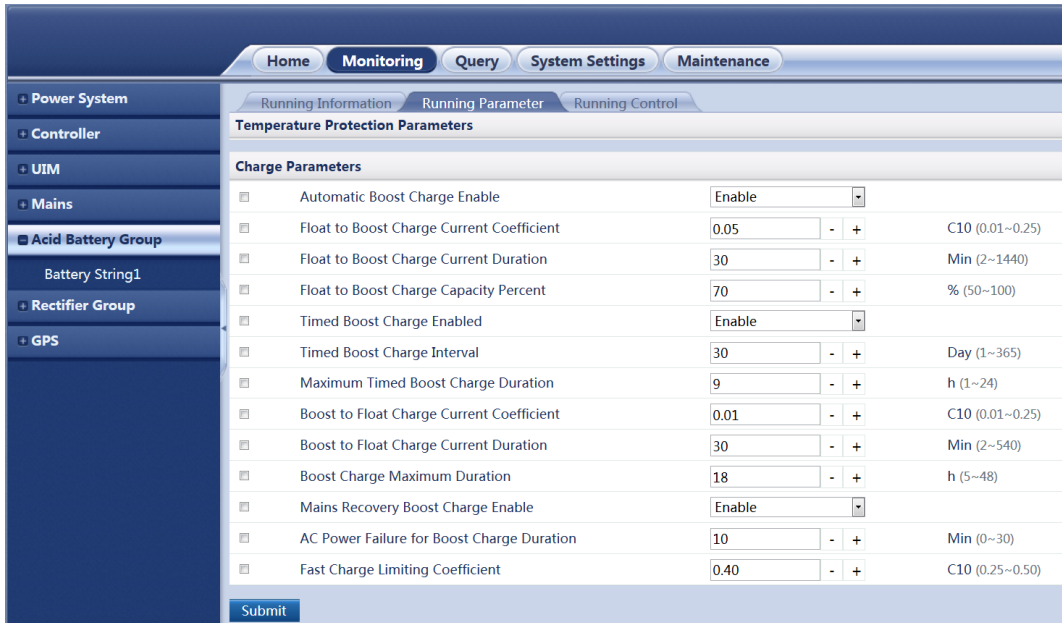 Home Monitoring Query System Settings Maintenance
Power System
Controller
UIM
Mains
Acid Battery Group
Battery String1
Rectifier Group
GPS
Running Information Running Parameter Running Control
Temperature Protection Parameters
Charge Parameters
Automatic Boost Charge Enable Enable
Float to Boost Charge Current Coefficient 0.05 - + C10 (0.01~0.25)
Float to Boost Charge Current Duration 30 - + Min (2~1440)
Float to Boost Charge Capacity Percent 70 - + % (50~100)
Timed Boost Charge Enabled Enable
Timed Boost Charge Interval 30 - + Day (1~365)
Maximum Timed Boost Charge Duration 9 - + h (1~24)
Boost to Float Charge Current Coefficient 0.01 - + C10 (0.01~0.25)
Boost to Float Charge Current Duration 30 - + Min (2~540)
Boost Charge Maximum Duration 18 - + h (5~48)
Mains Recovery Boost Charge Enable Enable
AC Power Failure for Boost Charge Duration 10 - + Min (0~30)
Fast Charge Limiting Coefficient 0.40 - + C10 (0.25~0.50)
Submit